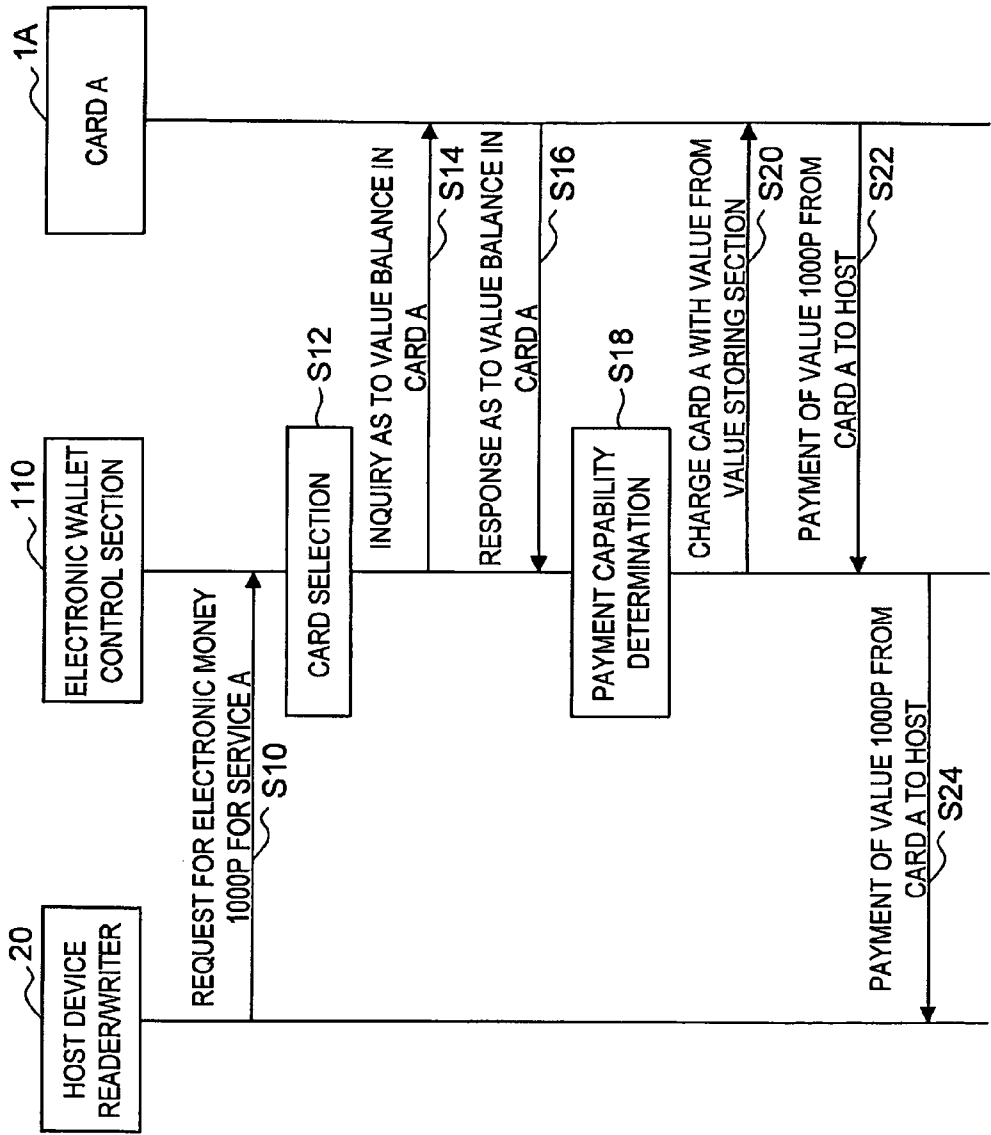 20
HOST DEVICE
READER/WRITER
110
ELECTRONIC WALLET
CONTROL SECTION
1A
CARD A
REQUEST FOR ELECTRONIC MONEY
1000P FOR SERVICE A
S10
CARD SELECTION
S12
INQUIRY AS TO VALUE BALANCE IN
CARD A
S14
RESPONSE AS TO VALUE BALANCE IN
CARD A
S16
PAYMENT CAPABILITY
DETERMINATION
S18
CHARGE CARD A WITH VALUE FROM
VALUE STORING SECTION
S20
PAYMENT OF VALUE 1000P FROM
CARD A TO HOST
S22
PAYMENT OF VALUE 1000P FROM
CARD A TO HOST
S24